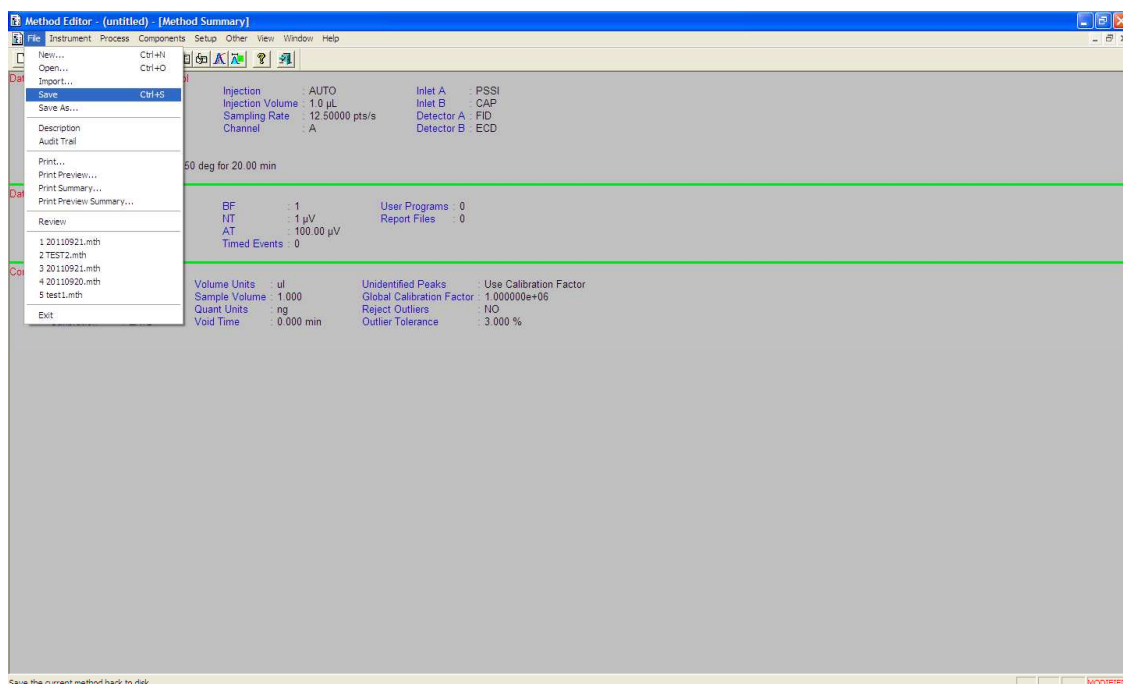 Method Editor - (untitled) - [Method Summary]
File Instrument Process Components Setup Other View Window Help
New... Ctrl+N
Open... Ctrl+O
Import...
Save Ctrl+S
Save As...
Description
Audit Trail
Print...
Print Preview...
Print Summary...
Print Preview Summary...
Review
1 20110921.mth
2 TEST2.mth
3 20110921.mth
4 20110920.mth
5 test1.mth
Exit
Injection : AUTO Inlet A : PSSI
Injection Volume : 1.0 µL Inlet B : CAP
Sampling Rate : 12.50000 pts/s Detector A : FID
Channel : A Detector B : ECD
50 deg for 20.00 min
BF : 1 User Programs : 0
NT : 1 µV Report Files : 0
AT : 100.00 µV
Timed Events : 0
Volume Units : ul Unidentified Peaks : Use Calibration Factor
Sample Volume : 1.000 Global Calibration Factor : 1.000000e+06
Quant Units : ng Reject Outliers : NO
Void Time : 0.000 min Outlier Tolerance : 3.000 %
Save the current method back to disk
MODIFIED